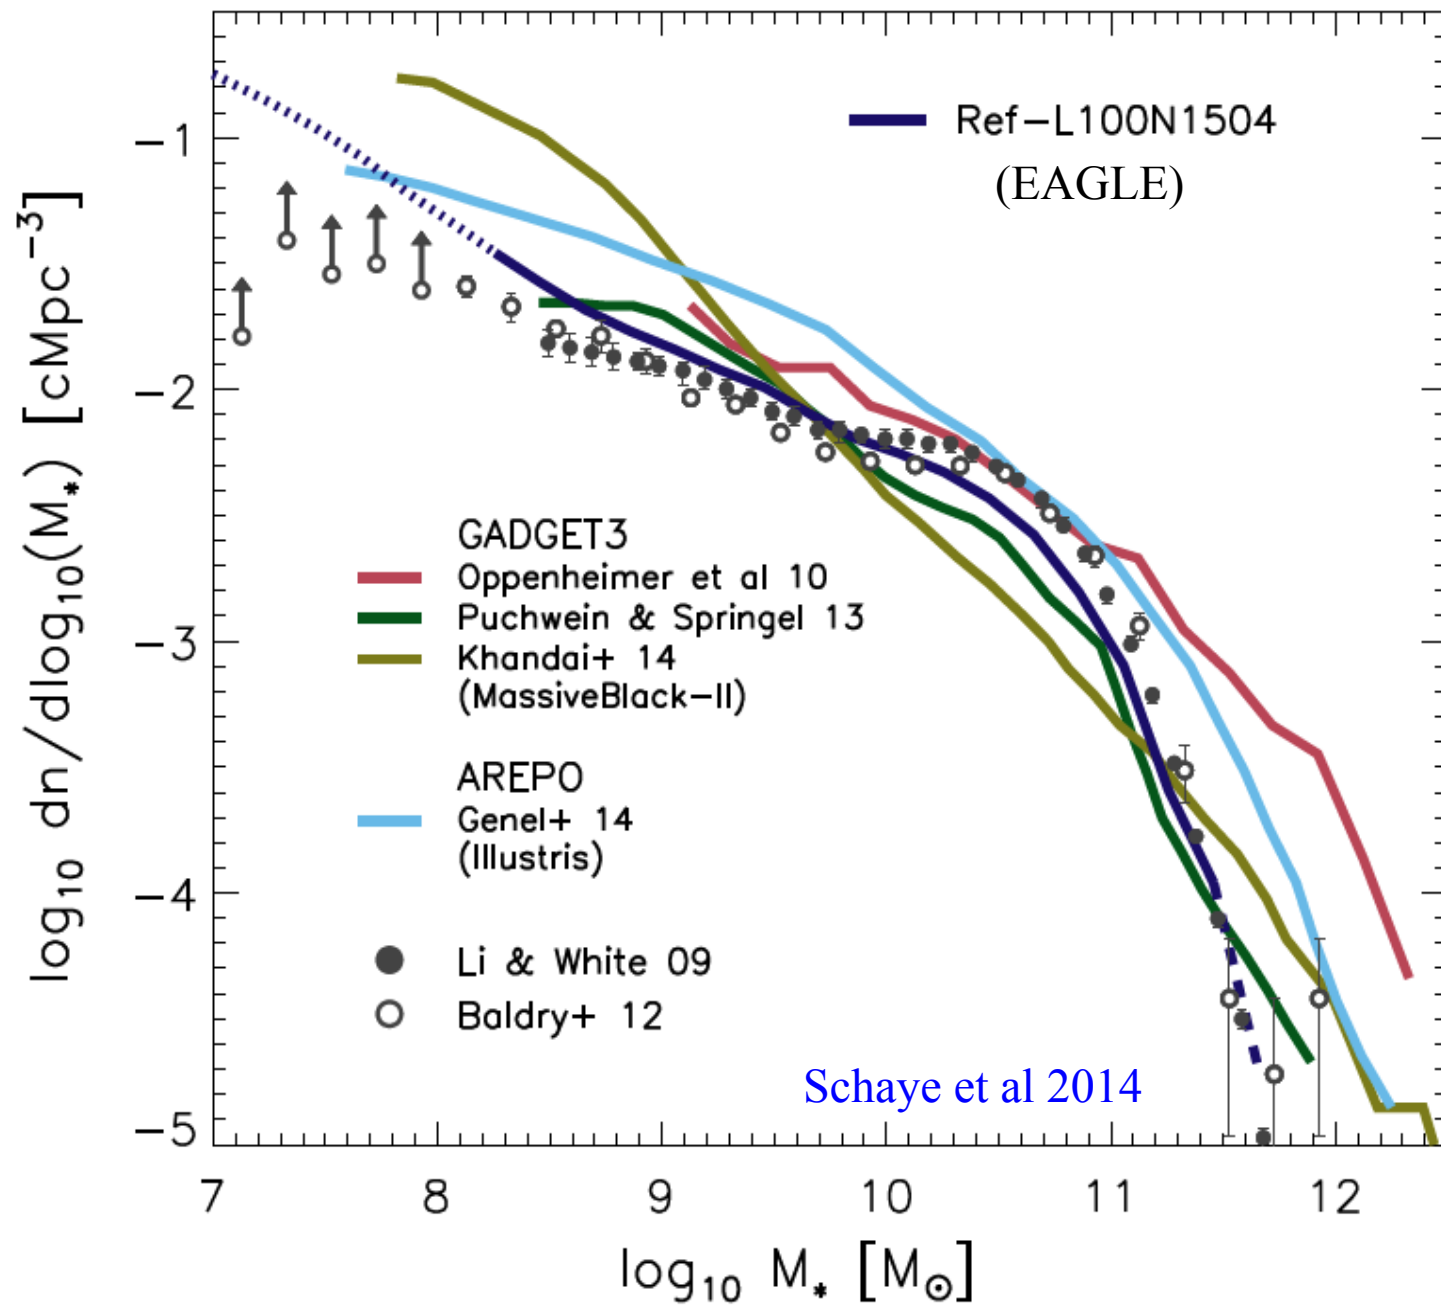 Ref-L100N1504
(EAGLE)
log₁₀ dn/dlog₁₀(M*) [cMpc⁻³]
-1
-2
-3
-4
-5
GADGET3
Oppenheimer et al 10
Puchwein & Springel 13
Khandai+ 14
(MassiveBlack-II)
AREPO
Genel+ 14
(Illustris)
Li & White 09
Baldry+ 12
Schaye et al 2014
7 8 9 10 11 12
log₁₀ M* [M☉]